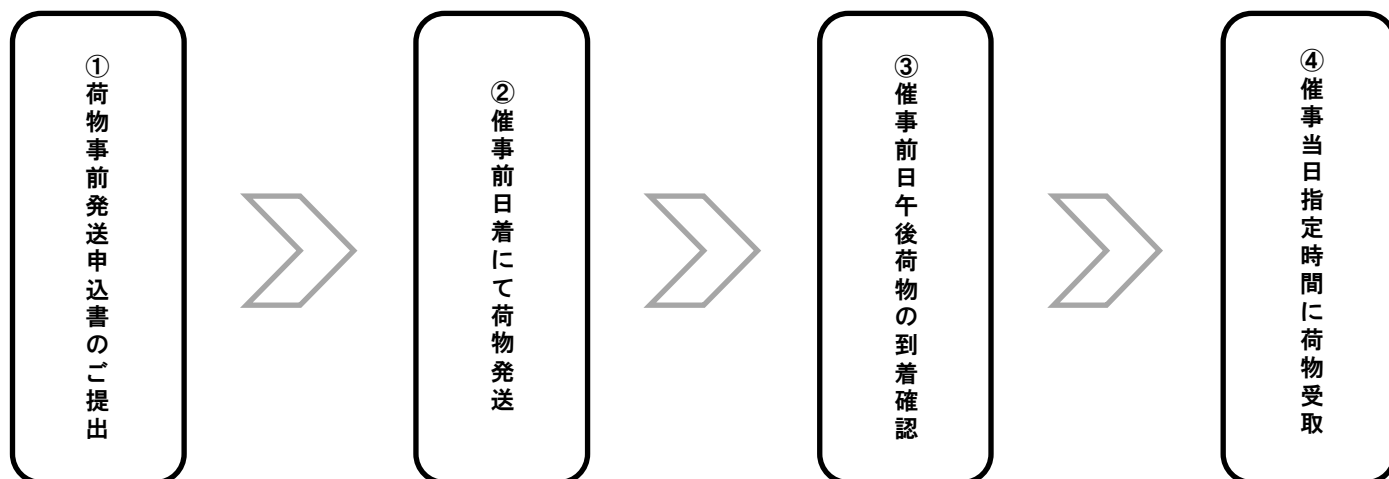 ①荷物事前発送申込書のご提出
②催事前日着にて荷物発送
③催事前日午後荷物の到着確認
④催事当日指定時間に荷物受取